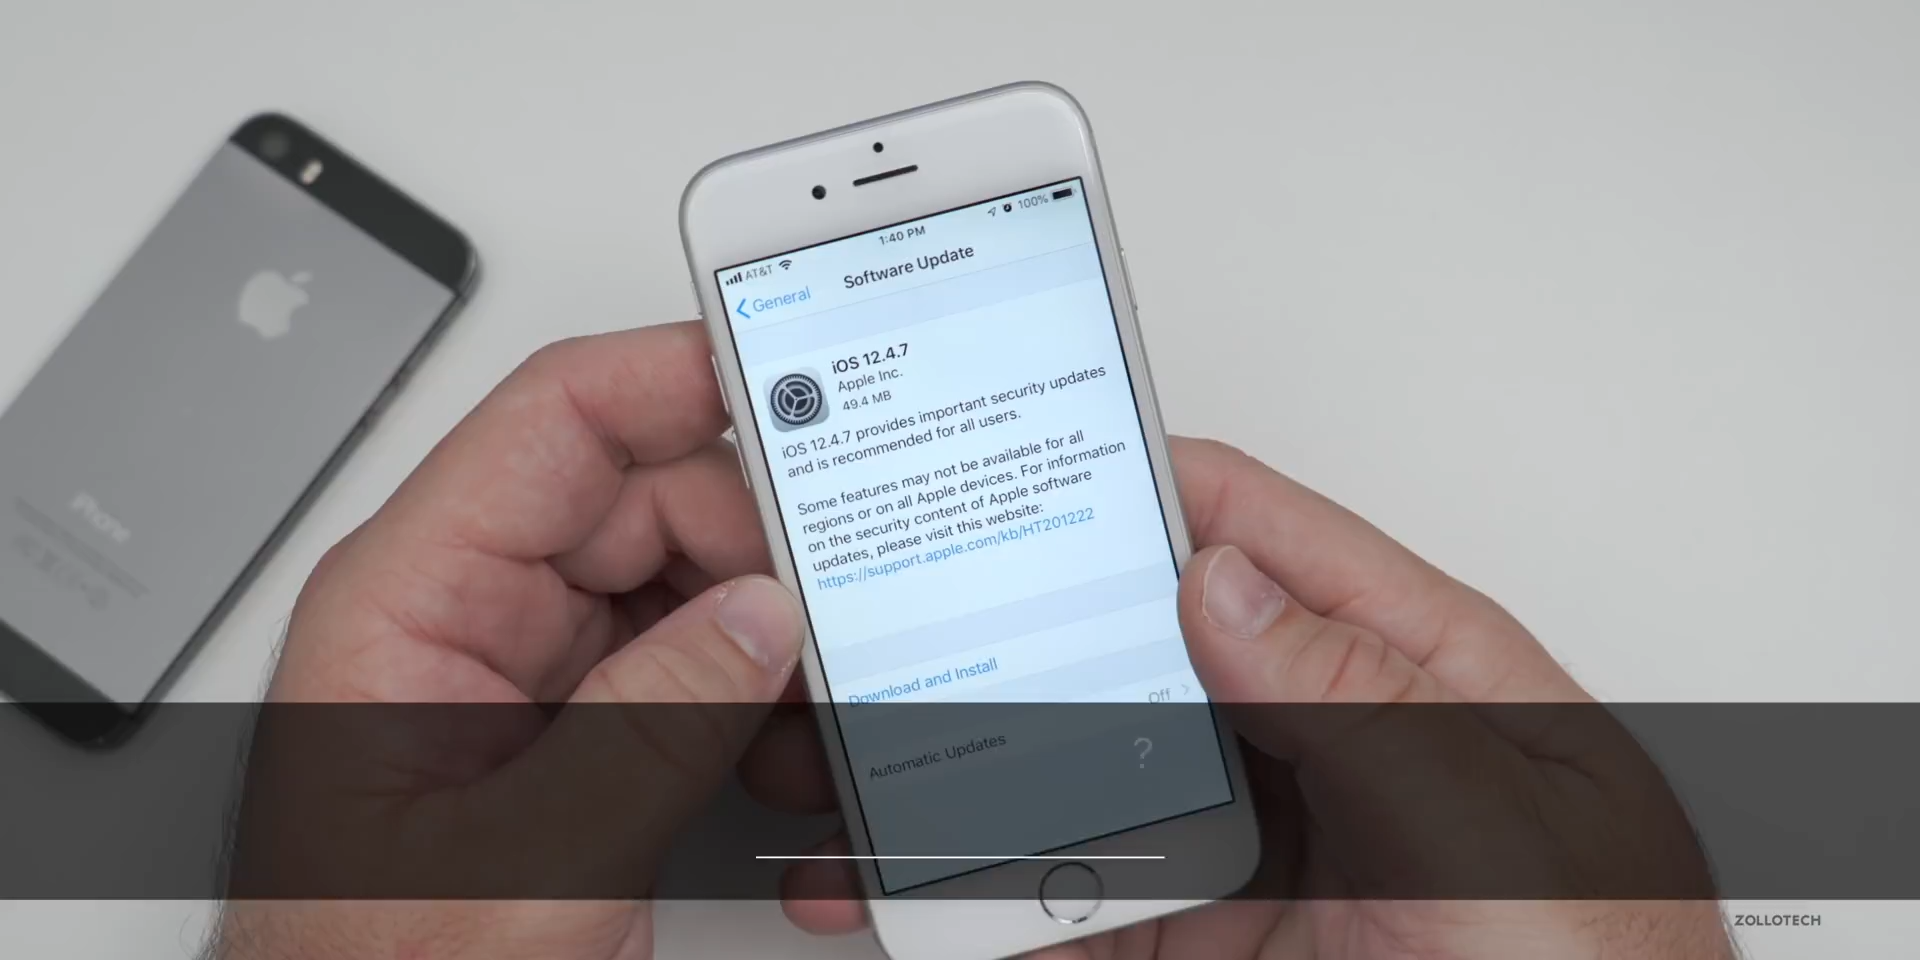 1:40 PM
100%
AT&T
General
Software Update
iOS 12.4.7
Apple Inc.
49.4 MB
iOS 12.4.7 provides important security updates
and is recommended for all users.
Some features may not be available for all
regions or on all Apple devices. For information
on the security content of Apple software
updates, please visit this website:
https://support.apple.com/kb/HT201222
Download and Install
Automatic Updates
Off
?
iPhone
ZOLLOTECH